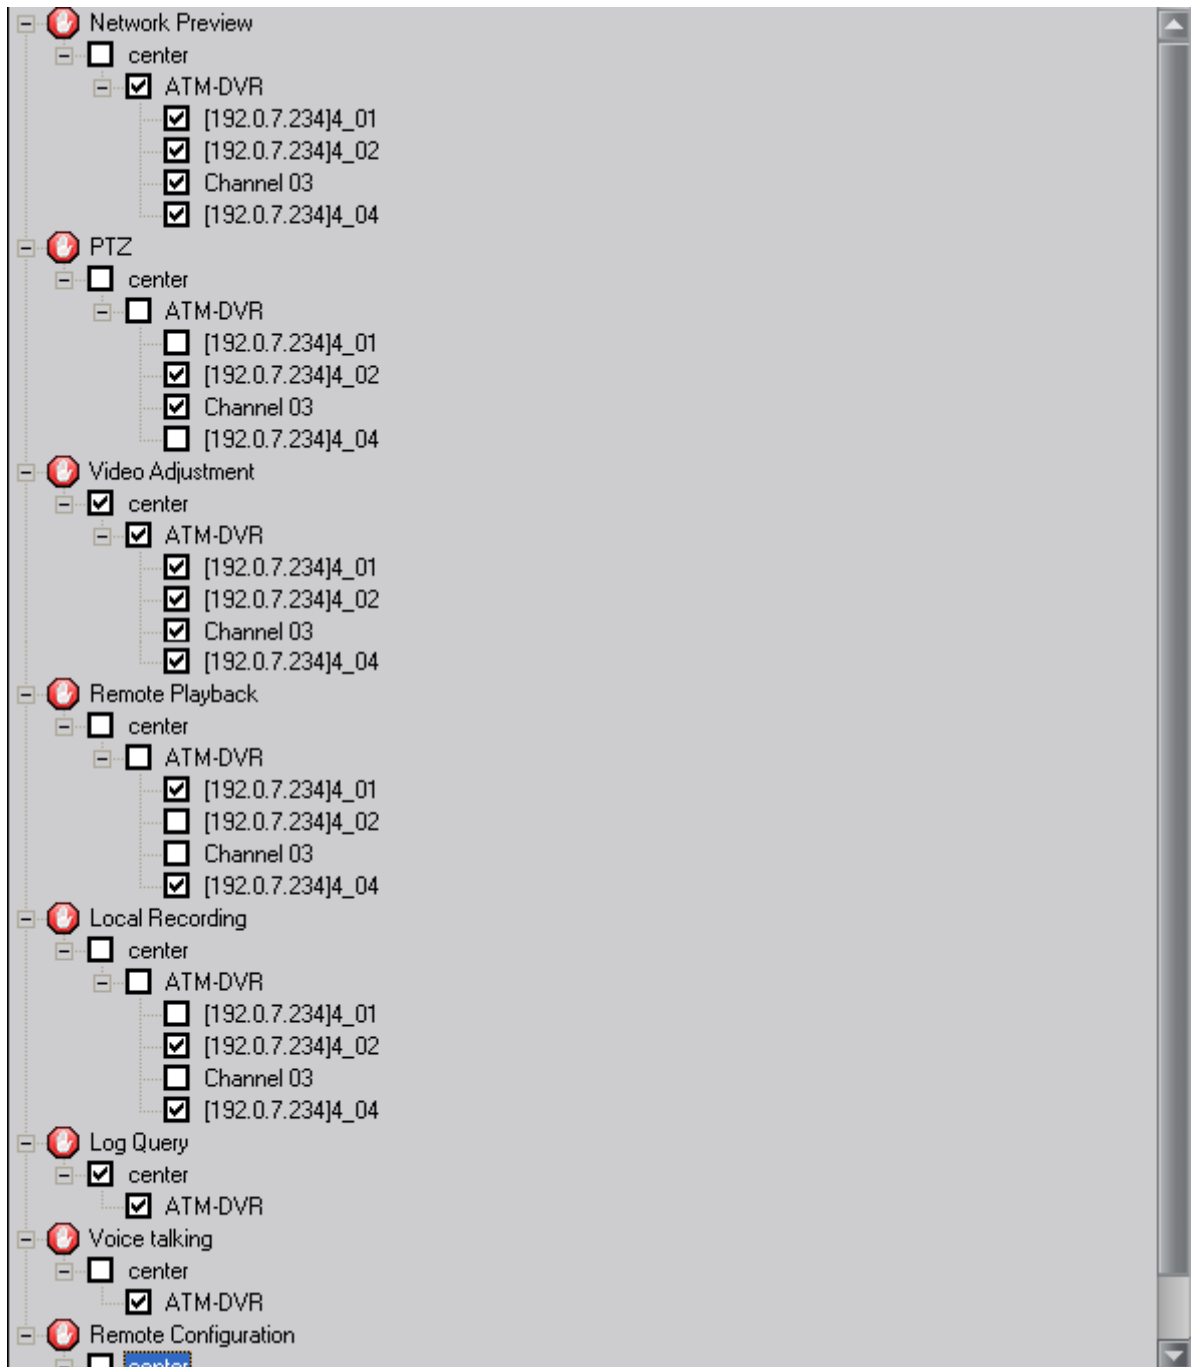 Network Preview
center
ATM-DVR
[192.0.7.234]4_01
[192.0.7.234]4_02
Channel 03
[192.0.7.234]4_04
PTZ
center
ATM-DVR
[192.0.7.234]4_01
[192.0.7.234]4_02
Channel 03
[192.0.7.234]4_04
Video Adjustment
center
ATM-DVR
[192.0.7.234]4_01
[192.0.7.234]4_02
Channel 03
[192.0.7.234]4_04
Remote Playback
center
ATM-DVR
[192.0.7.234]4_01
[192.0.7.234]4_02
Channel 03
[192.0.7.234]4_04
Local Recording
center
ATM-DVR
[192.0.7.234]4_01
[192.0.7.234]4_02
Channel 03
[192.0.7.234]4_04
Log Query
center
ATM-DVR
Voice talking
center
ATM-DVR
Remote Configuration
center